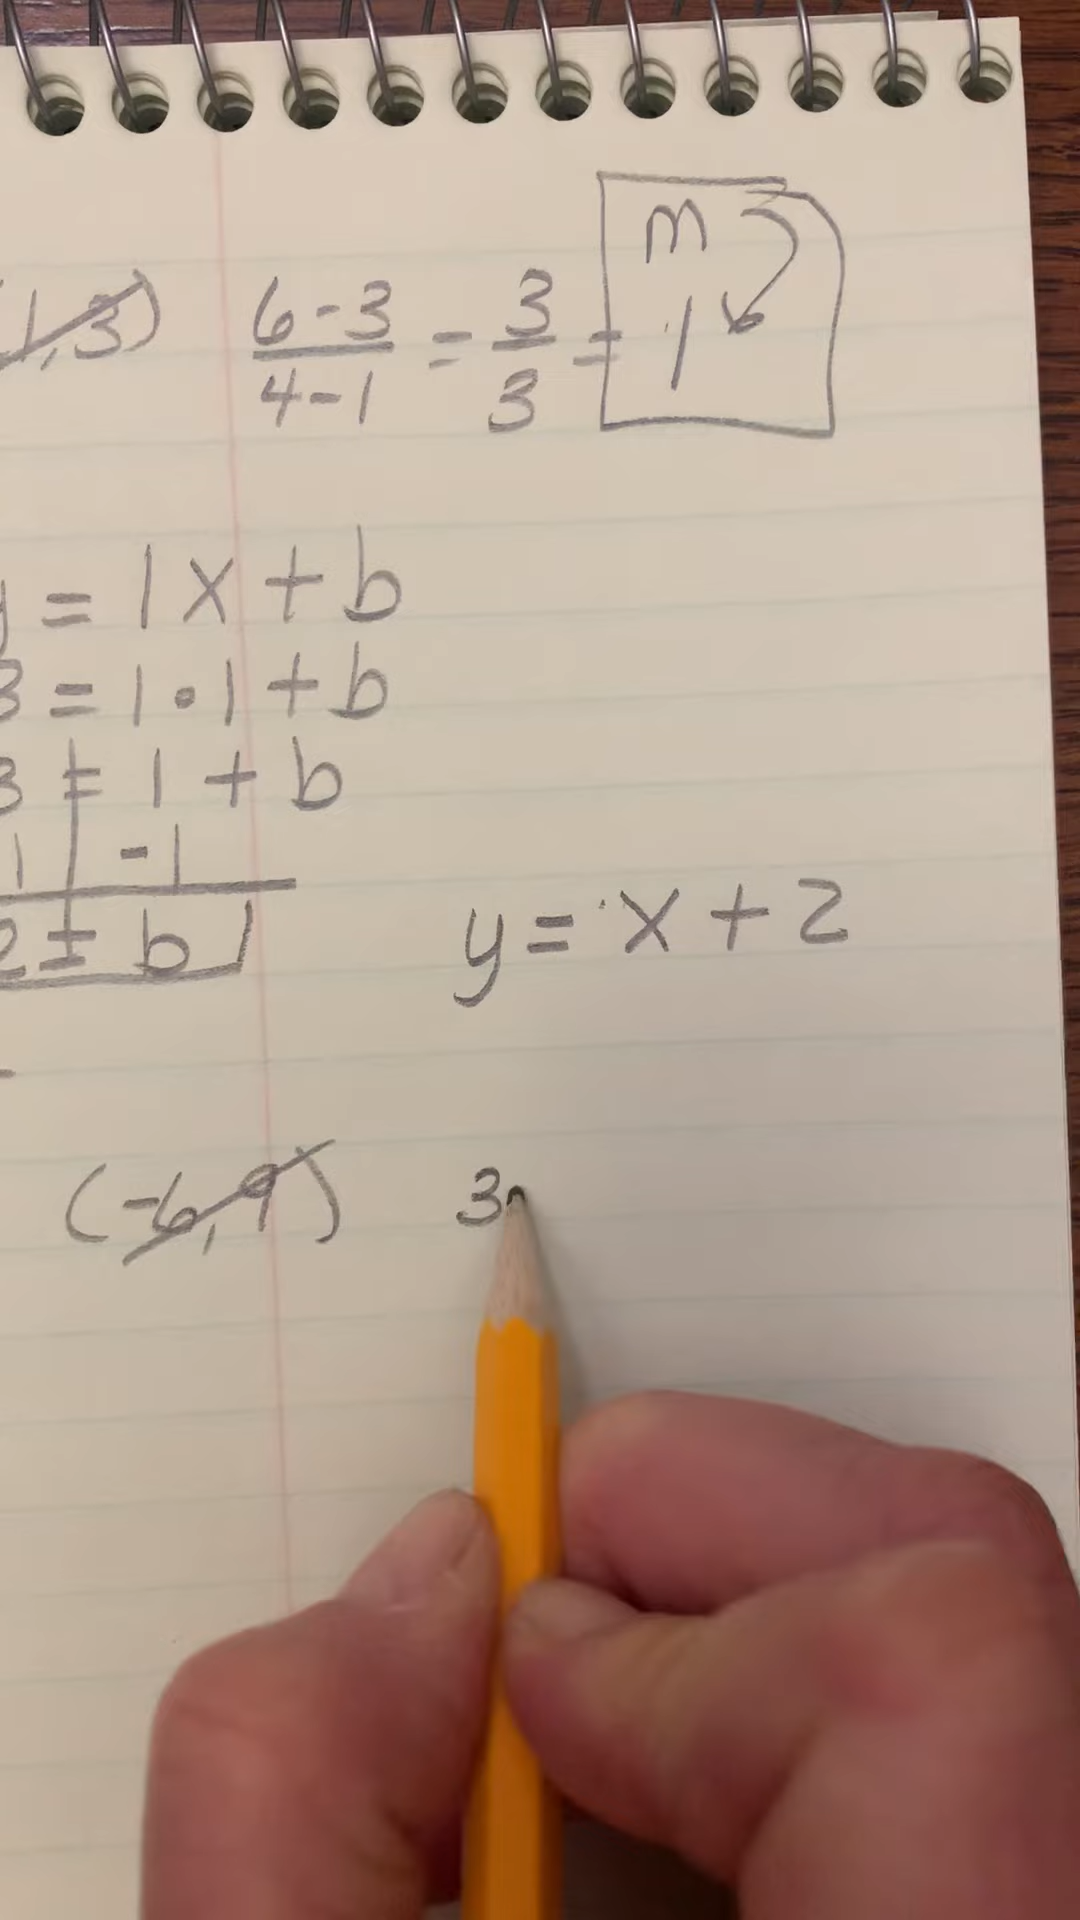 m
1,3) 6-3/4-1 = 3/3 = 1
y = 1x + b
3 = 1 • 1 + b
3 = 1 + b
1 -1
2 = b
y = x + 2
(-6,9) 3-